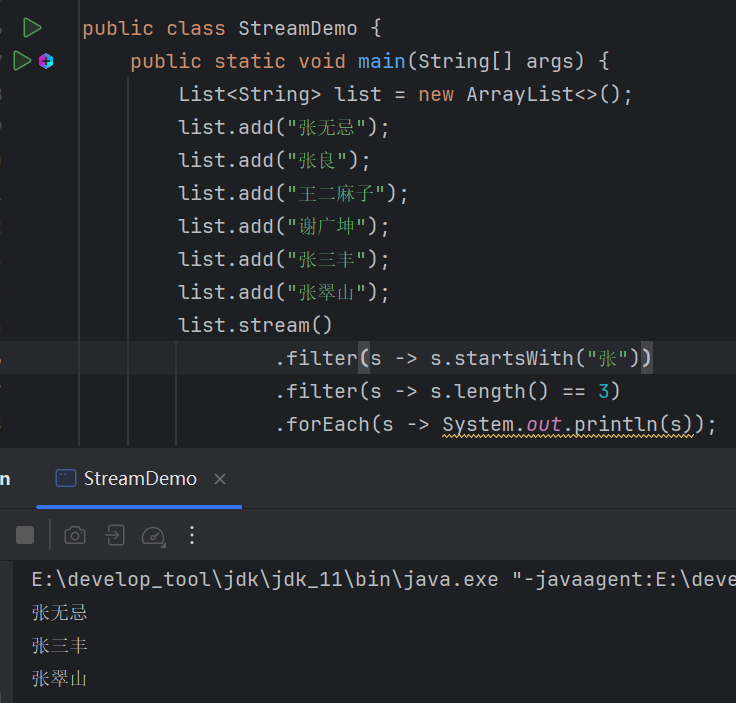 public class StreamDemo {
public static void main(String[] args) {
List<String> list = new ArrayList<>();
list.add("张无忌");
list.add("张良");
list.add("王二麻子");
list.add("谢广坤");
list.add("张三丰");
list.add("张翠山");
list.stream()
.filter(s -> s.startsWith("张"))
.filter(s -> s.length() == 3)
.forEach(s -> System.out.println(s));
n StreamDemo
E:\develop_tool\jdk\jdk_11\bin\java.exe "-javaagent:E:\deve
张无忌
张三丰
张翠山